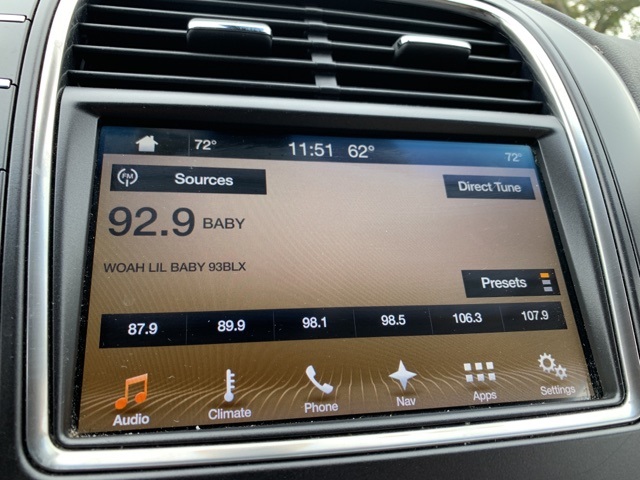 72° 11:51 62° 72°
FM Sources Direct Tune
92.9 BABY
WOAH LIL BABY 93BLX
Presets
87.9 89.9 98.1 98.5 106.3 107.9
Audio Climate Phone Nav Apps Settings